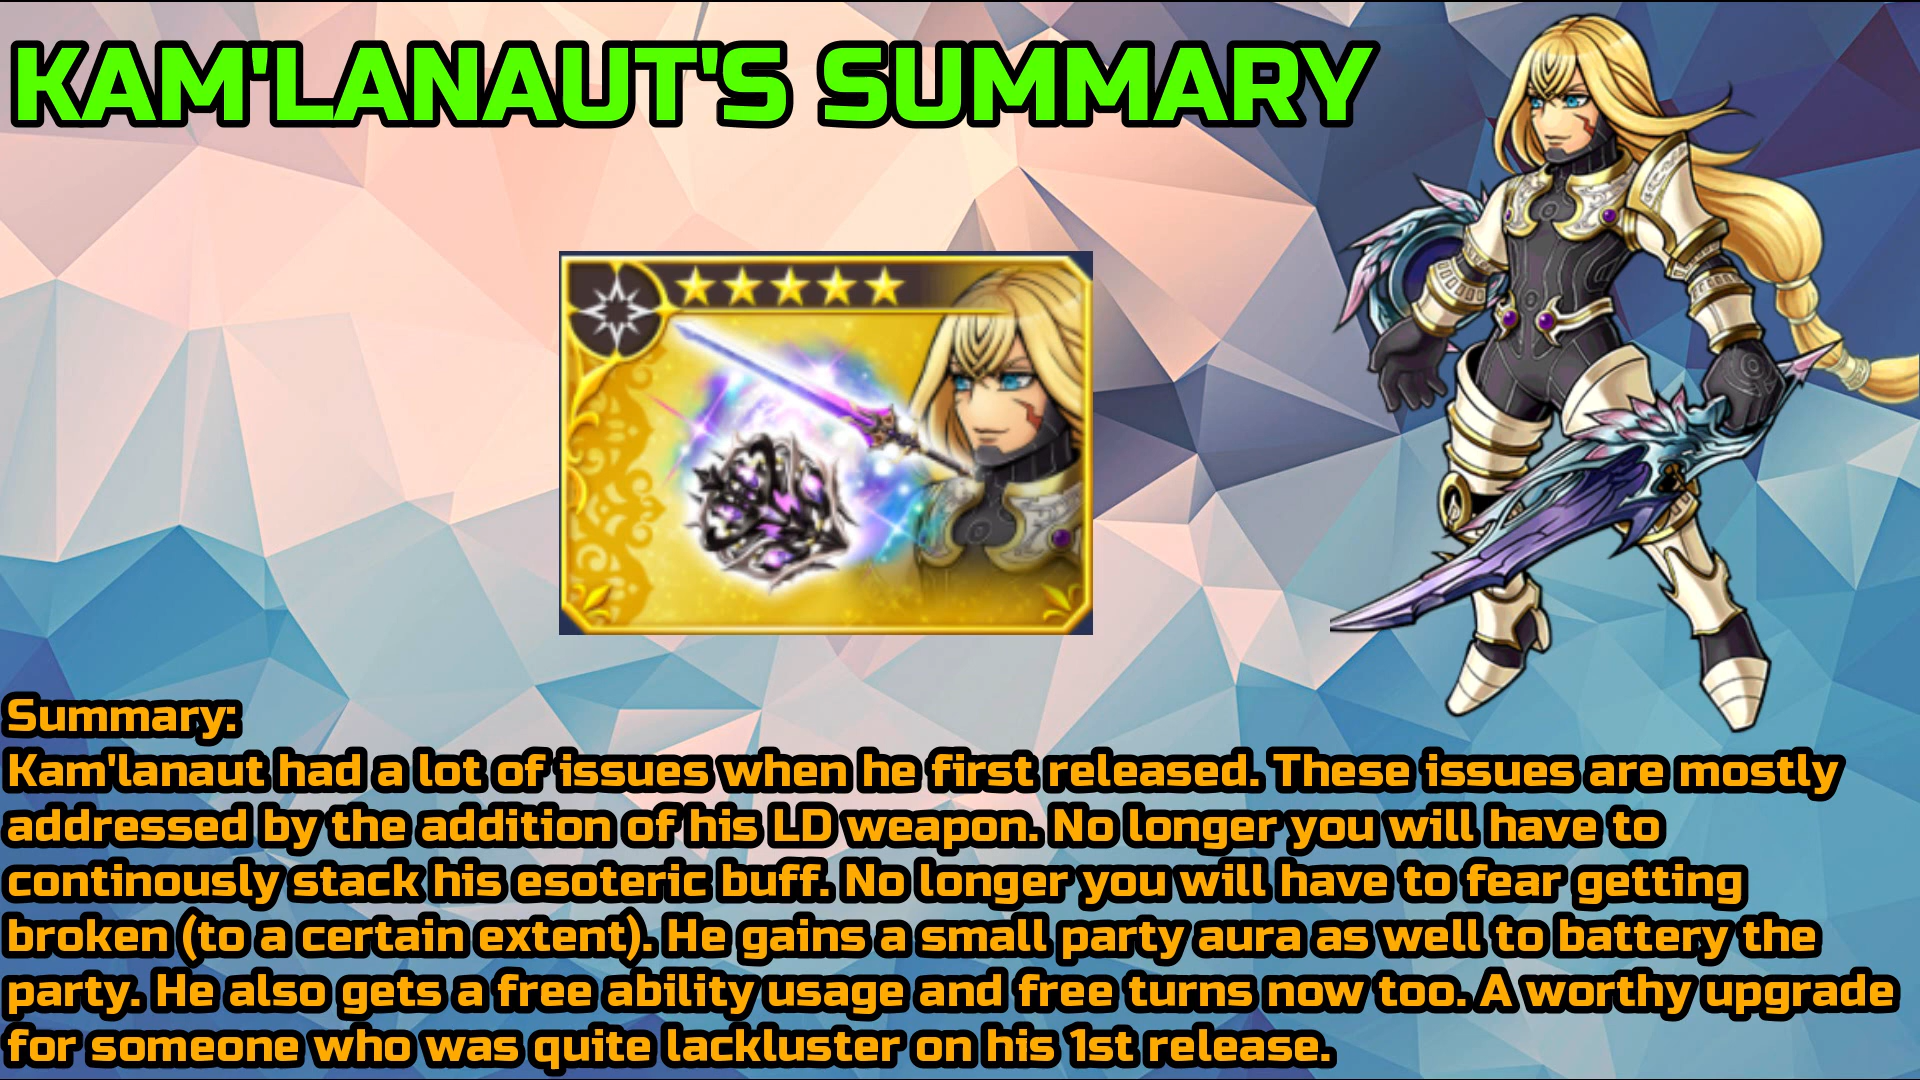 KAM'LANAUT'S SUMMARY
Summary:
Kam'lanaut had a lot of issues when he first released. These issues are mostly
addressed by the addition of his LD weapon. No longer you will have to
continously stack his esoteric buff. No longer you will have to fear getting
broken (to a certain extent). He gains a small party aura as well to battery the
party. He also gets a free ability usage and free turns now too. A worthy upgrade
for someone who was quite lackluster on his 1st release.